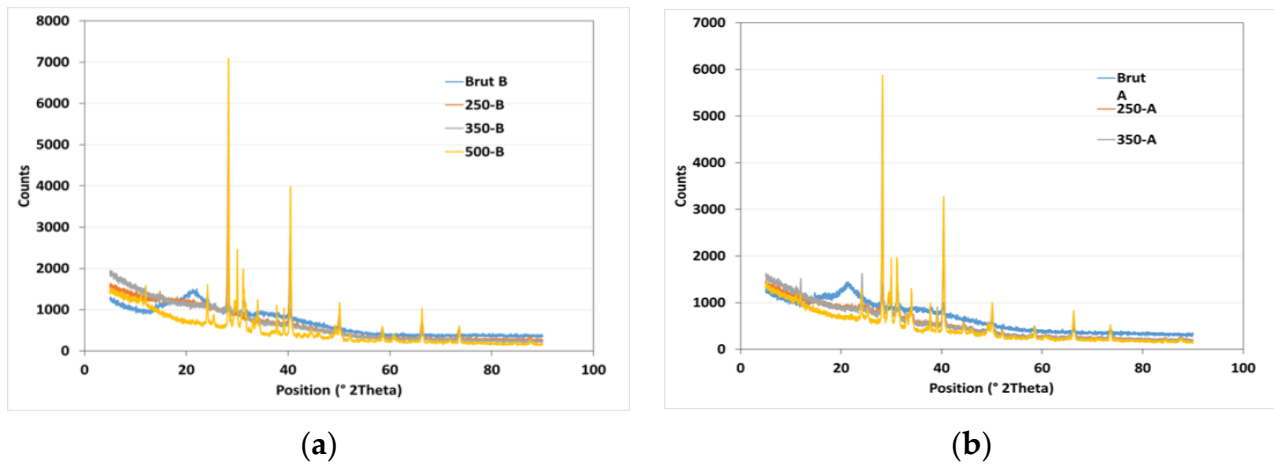 8000
7000
6000
5000
4000
3000
2000
1000
0
Counts
0 20 40 60 80 100
Position (° 2Theta)
Brut B
250-B
350-B
500-B
(a)
7000
6000
5000
4000
3000
2000
1000
0
Counts
0 20 40 60 80 100
Position (° 2Theta)
Brut
A
250-A
350-A
(b)